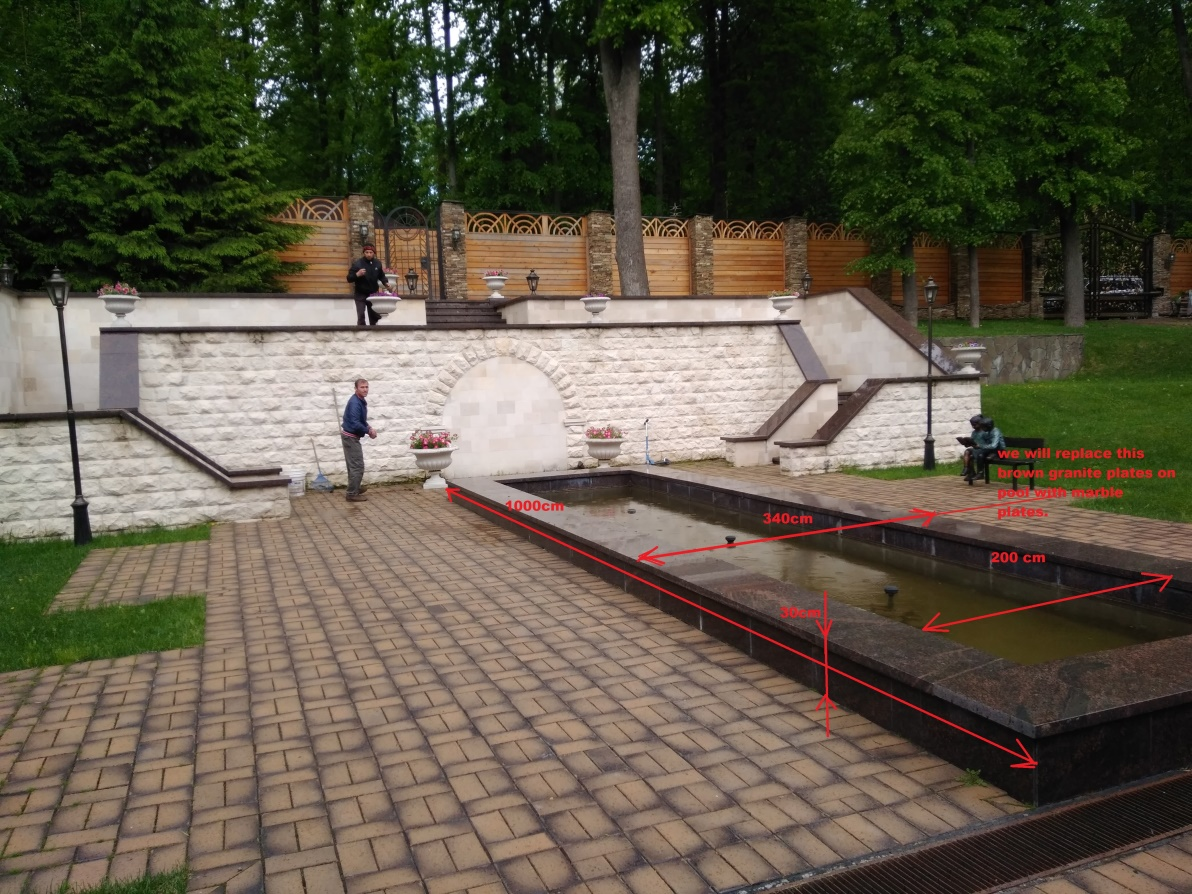 we will replace this
brown granite plates on
pool with marble
plates.
1000cm
340cm
200 cm
30cm